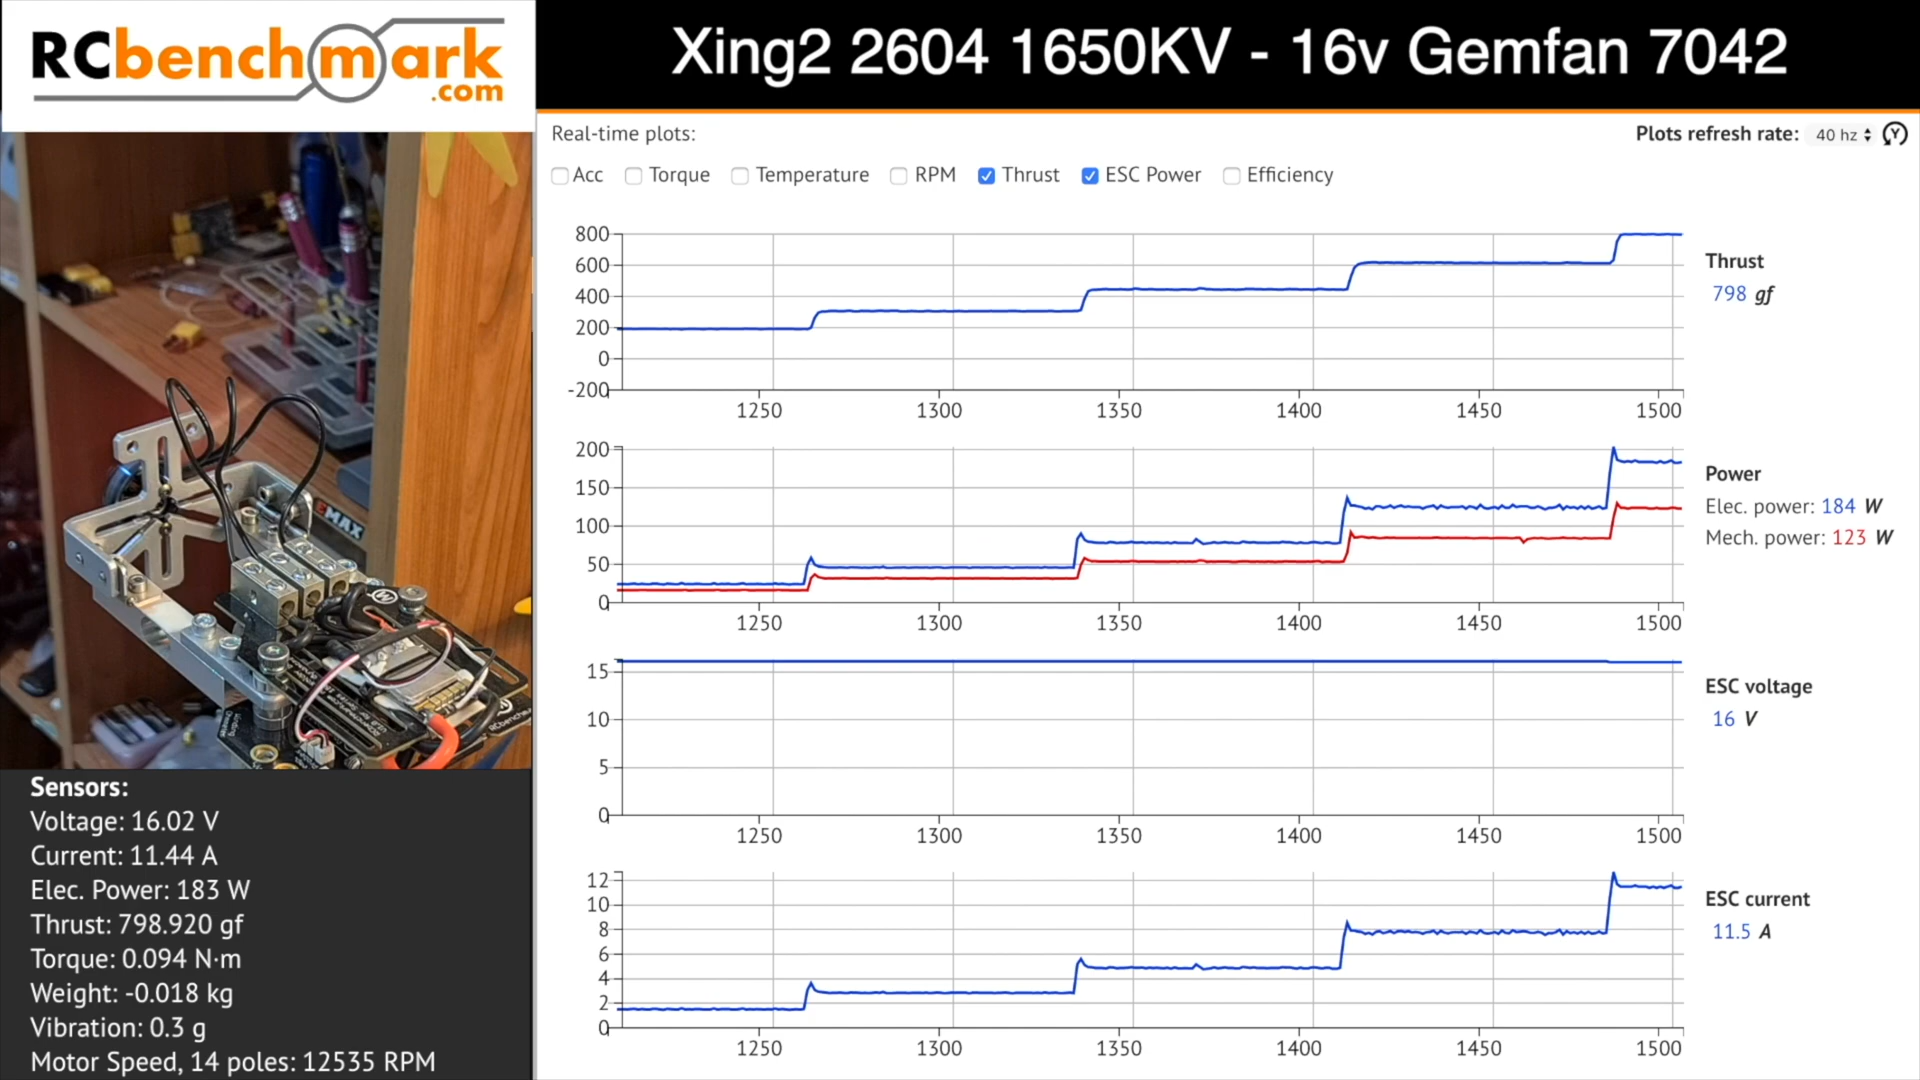 RCbenchmark
.com
Xing2 2604 1650KV - 16v Gemfan 7042
Real-time plots:
Plots refresh rate: 40 hz
Acc Torque Temperature RPM Thrust ESC Power Efficiency
800
600
400
200
0
-200
1250 1300 1350 1400 1450 1500
Thrust
798 gf
200
150
100
50
0
1250 1300 1350 1400 1450 1500
Power
Elec. power: 184 W
Mech. power: 123 W
15
10
5
0
1250 1300 1350 1400 1450 1500
ESC voltage
16 V
12
10
8
6
4
2
0
1250 1300 1350 1400 1450 1500
ESC current
11.5 A
EMAX
Sensors:
Voltage: 16.02 V
Current: 11.44 A
Elec. Power: 183 W
Thrust: 798.920 gf
Torque: 0.094 N·m
Weight: -0.018 kg
Vibration: 0.3 g
Motor Speed, 14 poles: 12535 RPM